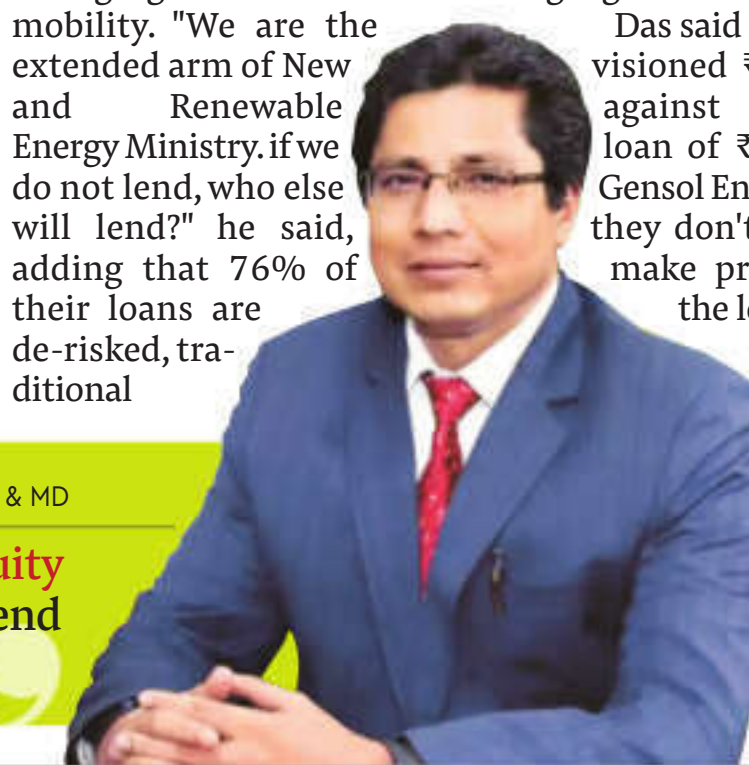 mobility. "We are the
extended arm of New
and Renewable
Energy Ministry. if we
do not lend, who else
will lend?" he said,
adding that 76% of
their loans are
de-risked, tra-
ditional
Das said
visioned ₹
against
loan of ₹
Gensol En
they don't
make pr
the l
& MD
uity
end